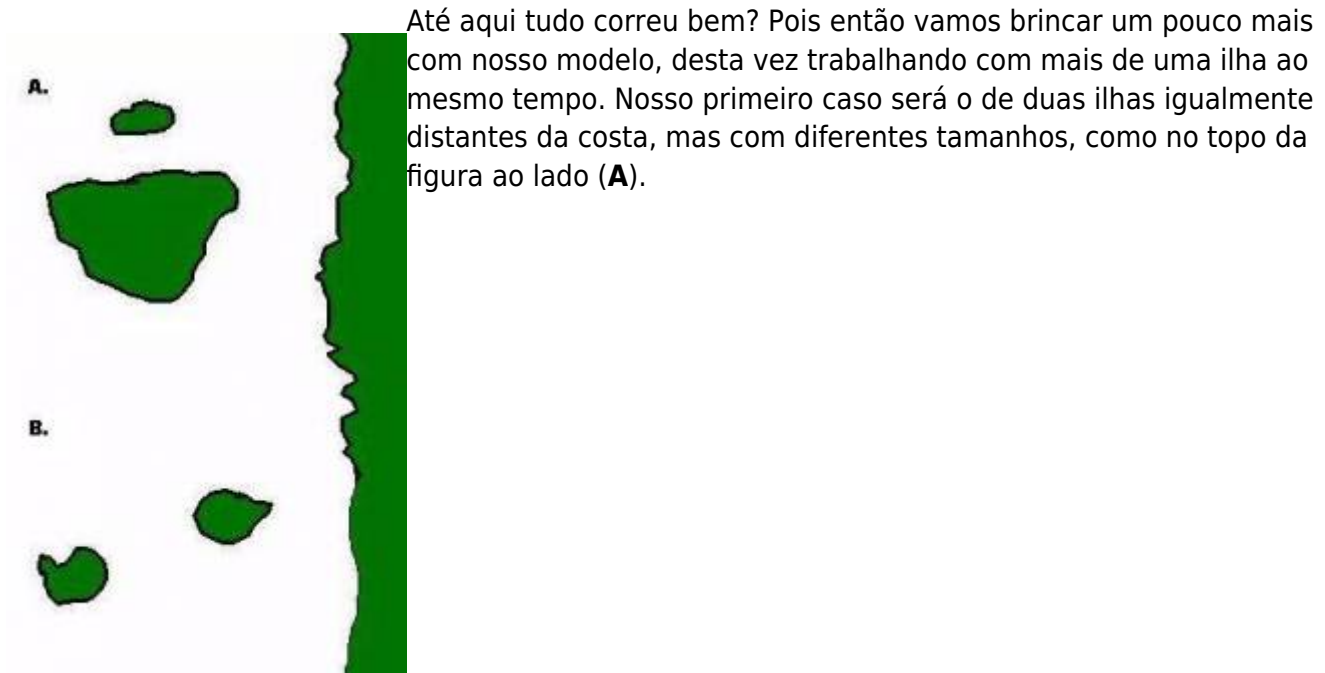 Até aqui tudo correu bem? Pois então vamos brincar um pouco mais
com nosso modelo, desta vez trabalhando com mais de uma ilha ao
mesmo tempo. Nosso primeiro caso será o de duas ilhas igualmente
distantes da costa, mas com diferentes tamanhos, como no topo da
figura ao lado (A).
A.
B.